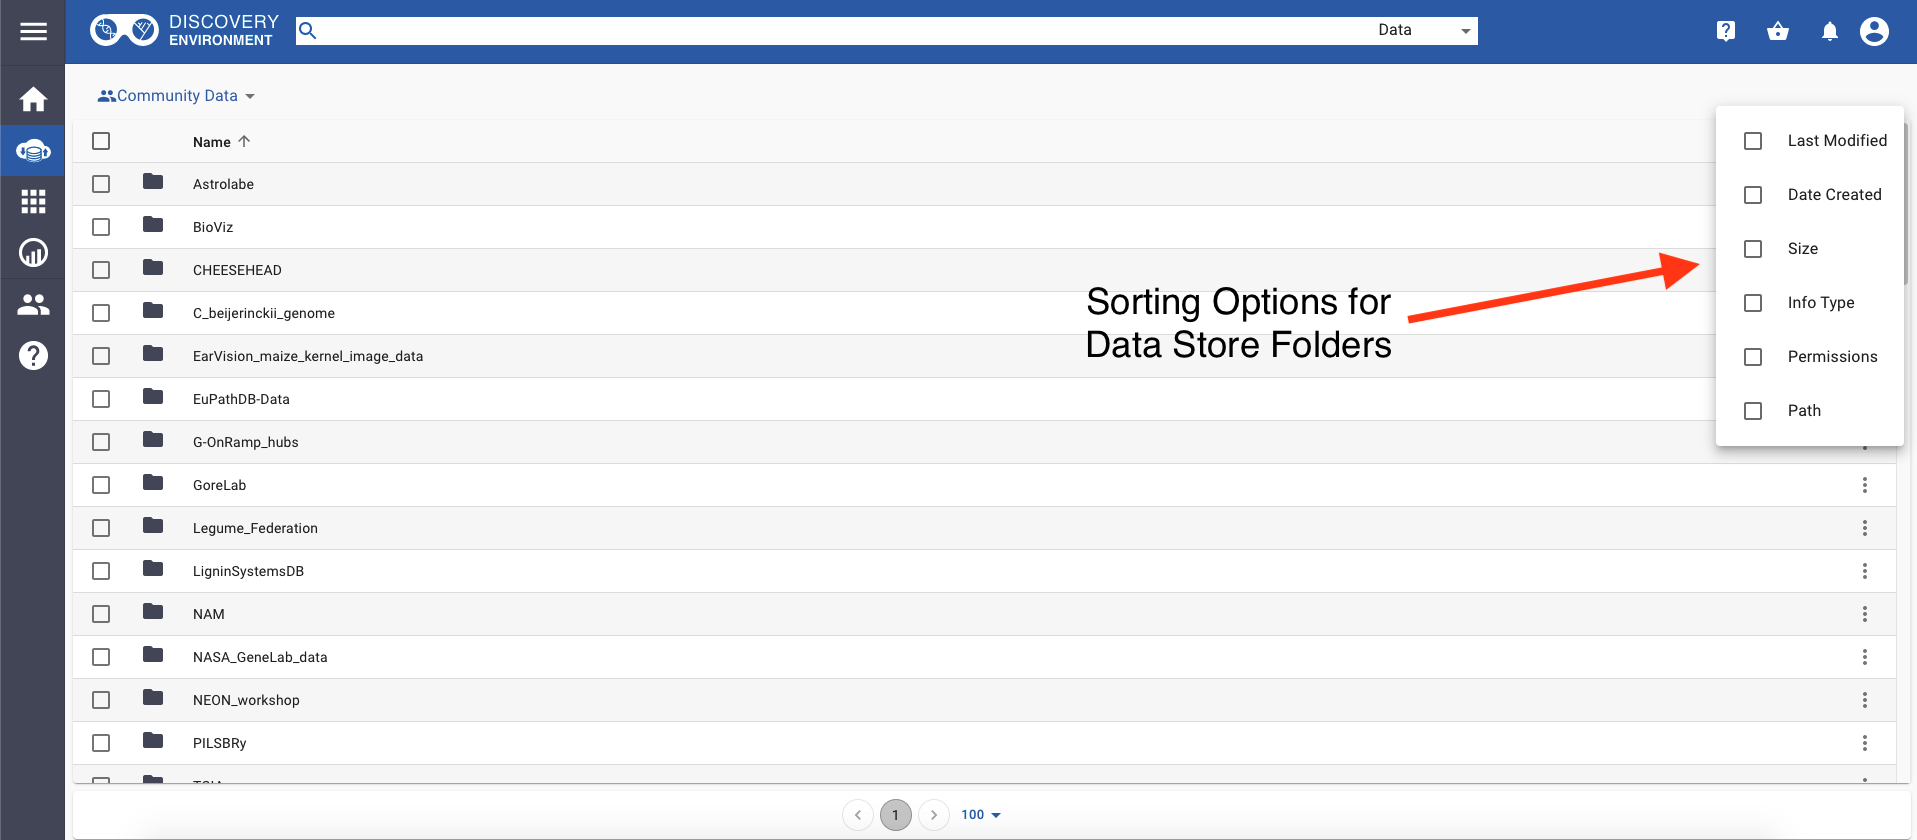 DISCOVERY
ENVIRONMENT
Data
Community Data
Name
Last Modified
Astrolabe
Date Created
BioViz
Size
CHEESEHEAD
Sorting Options for
Data Store Folders
Info Type
C_beijerinckii_genome
Permissions
EarVision_maize_kernel_image_data
EuPathDB-Data
Path
G-OnRamp_hubs
GoreLab
Legume_Federation
LigninSystemsDB
NAM
NASA_GeneLab_data
NEON_workshop
PILSBRy
1
100